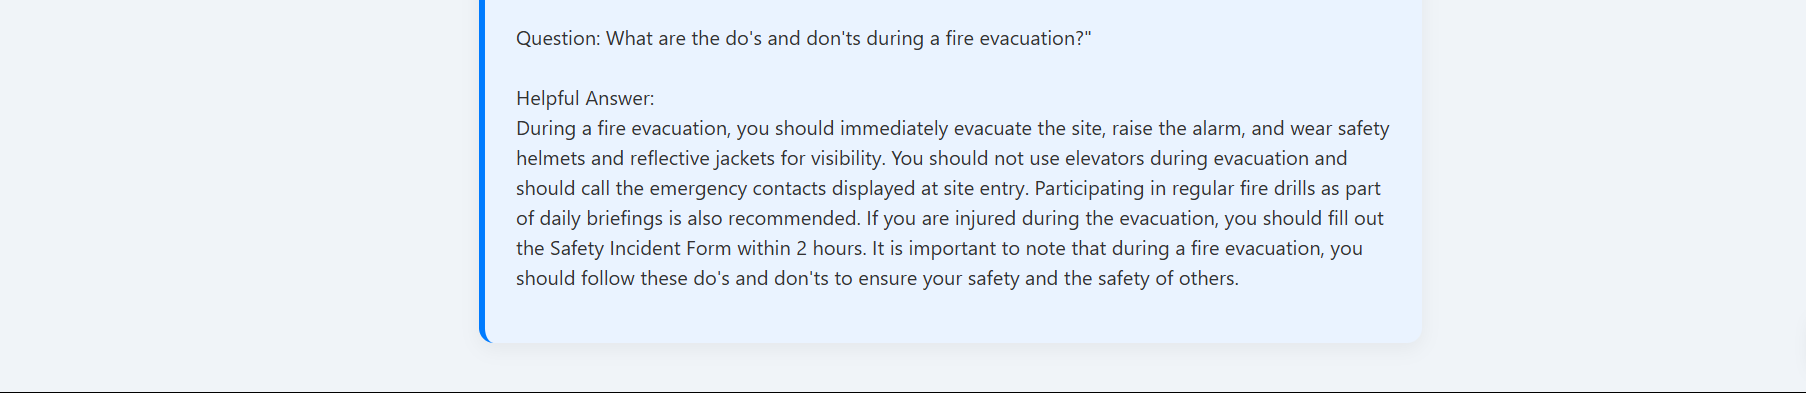 Question: What are the do's and don'ts during a fire evacuation?"
Helpful Answer:
During a fire evacuation, you should immediately evacuate the site, raise the alarm, and wear safety
helmets and reflective jackets for visibility. You should not use elevators during evacuation and
should call the emergency contacts displayed at site entry. Participating in regular fire drills as part
of daily briefings is also recommended. If you are injured during the evacuation, you should fill out
the Safety Incident Form within 2 hours. It is important to note that during a fire evacuation, you
should follow these do's and don'ts to ensure your safety and the safety of others.